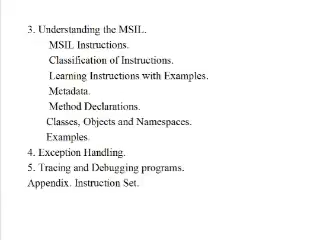 3. Understanding the MSIL.
MSIL Instructions.
Classification of Instructions.
Learning Instructions with Examples.
Metadata.
Method Declarations.
Classes, Objects and Namespaces.
Examples.
4. Exception Handling.
5. Tracing and Debugging programs.
Appendix. Instruction Set.